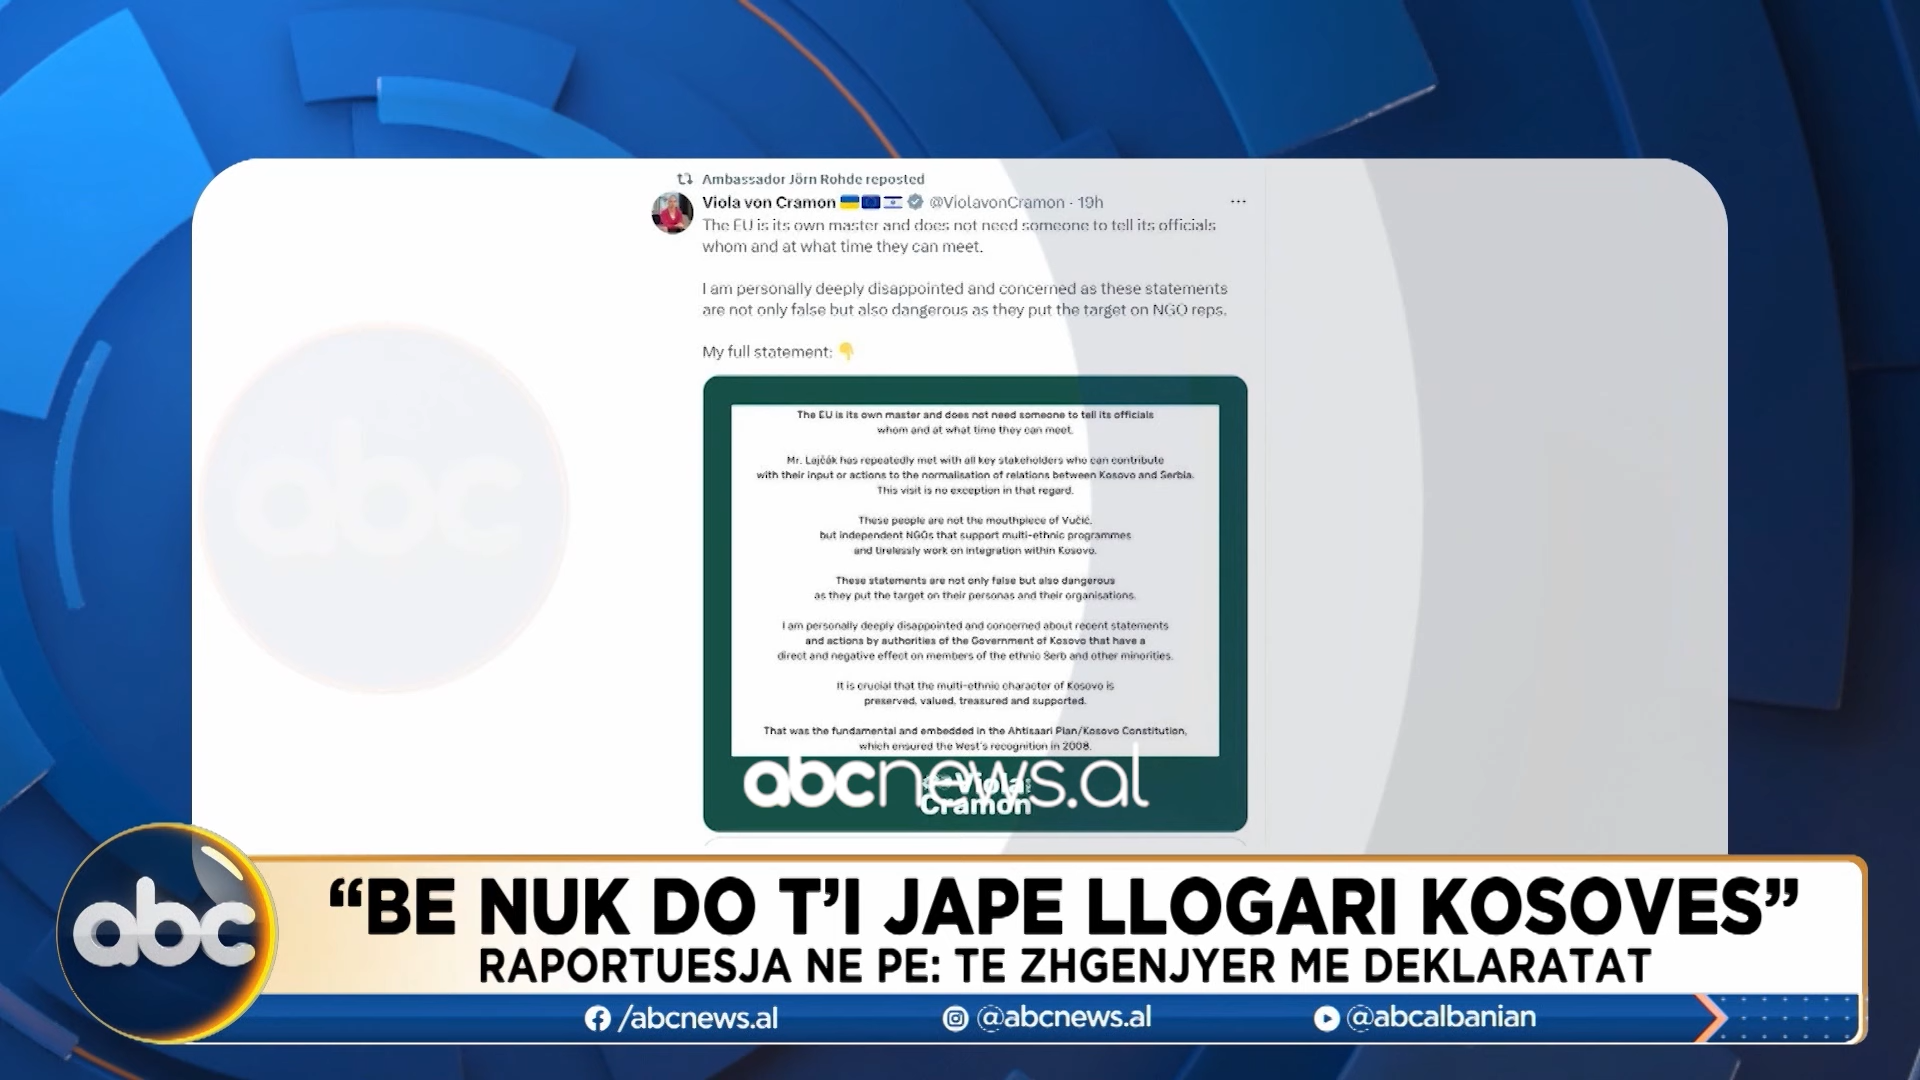 Ambassador Jörn Rohde reposted
Viola von Cramon 🇺🇦🇪🇺🇮🇱 @ViolavonCramon · 19h
The EU is its own master and does not need someone to tell its officials
whom and at what time they can meet.
I am personally deeply disappointed and concerned as these statements
are not only false but also dangerous as they put the target on NGO reps.
My full statement: 👇
The EU is its own master and does not need someone to tell its officials
whom and at what time they can meet.
Mr. Lajčák has repeatedly met with all key stakeholders who can contribute
with their input or actions to the normalisation of relations between Kosovo and Serbia.
This visit is no exception in that regard.
These people are not the mouthpiece of Vučić,
but independent NGOs that support multi-ethnic programmes
and tirelessly work on integration within Kosovo.
These statements are not only false but also dangerous
as they put the target on their personas and their organisations.
I am personally deeply disappointed and concerned about recent statements
and actions by authorities of the Government of Kosovo that have a
direct and negative effect on members of the ethnic Serb and other minorities.
It is crucial that the multi-ethnic character of Kosovo is
preserved, valued, treasured and supported.
That was the fundamental and embedded in the Ahtisaari Plan/Kosovo Constitution,
which ensured the West's recognition in 2008.
Viola
Cramon
abcnews.al
abc
abc
“BE NUK DO T’I JAPE LLOGARI KOSOVES”
RAPORTUESJA NE PE: TE ZHGENJYER ME DEKLARATAT
/abcnews.al @abcnews.al @abcalbanian